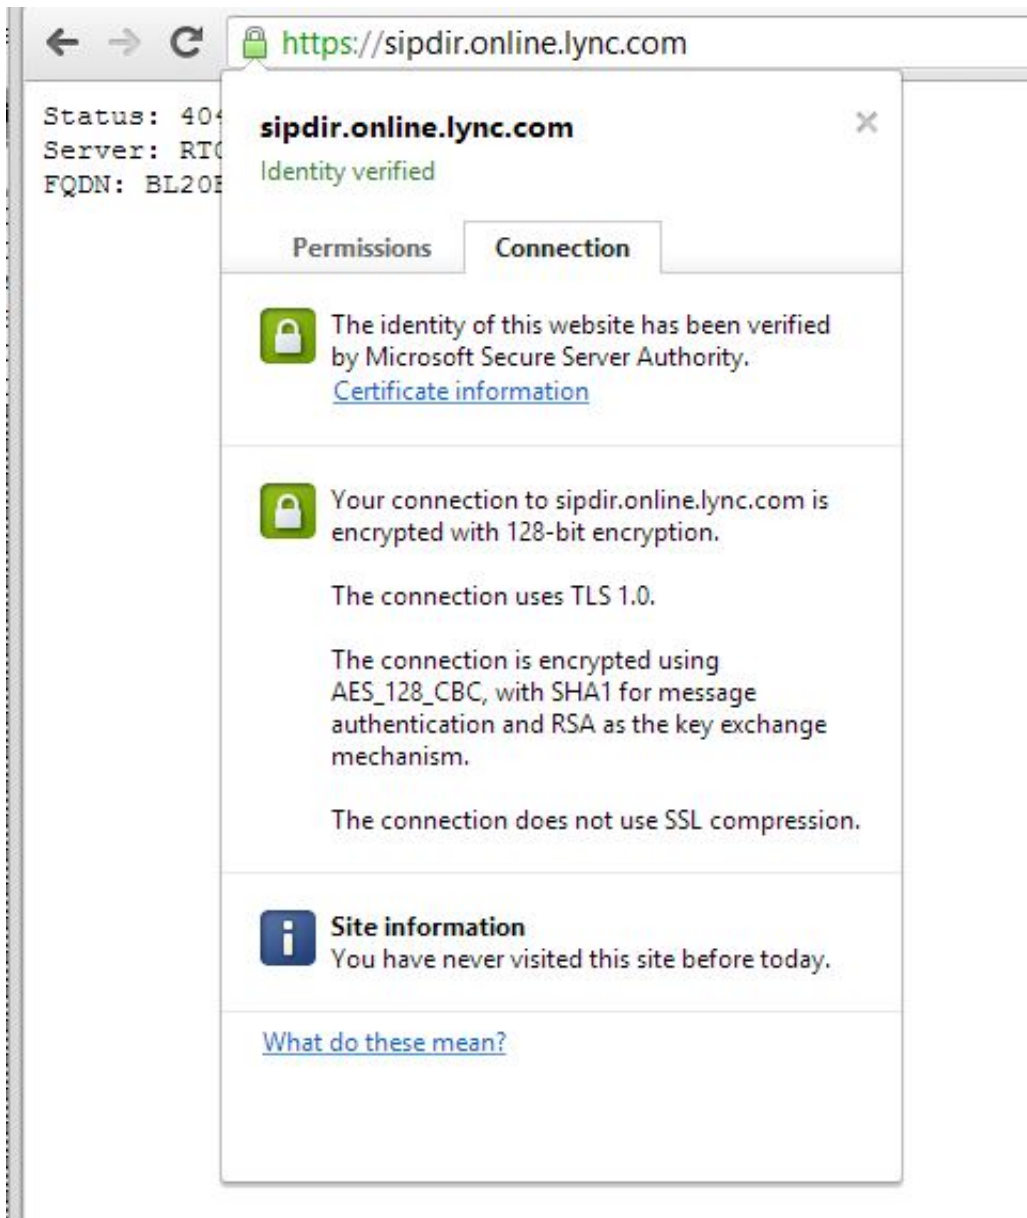 https://sipdir.online.lync.com
Status: 404
Server: RTC
FQDN:
sipdir.online.lync.com
Identity verified
Permissions
Connection
The identity of this website has been verified
by Microsoft Secure Server Authority.
Certificate information
Your connection to sipdir.online.lync.com is
encrypted with 128-bit encryption.
The connection uses TLS 1.0.
The connection is encrypted using
AES_128_CBC, with SHA1 for message
authentication and RSA as the key exchange
mechanism.
The connection does not use SSL compression.
i
Site information
You have never visited this site before today.
What do these mean?